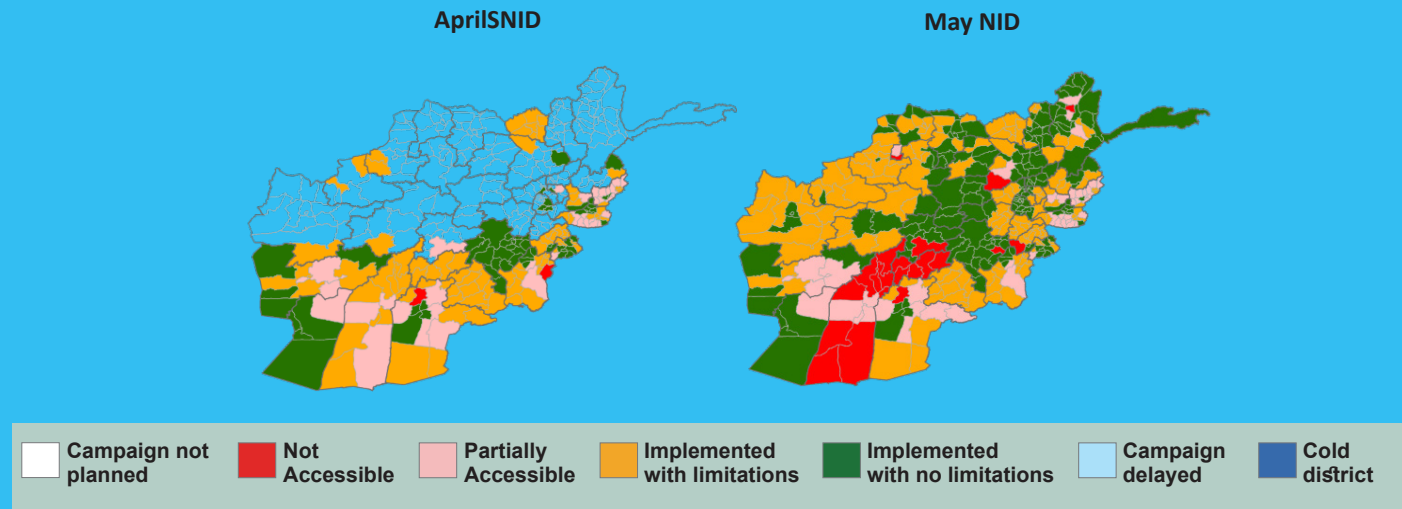 AprilSNID
May NID
Campaign not
planned
Not
Accessible
Partially
Accessible
Implemented
with limitations
Implemented
with no limitations
Campaign
delayed
Cold
district